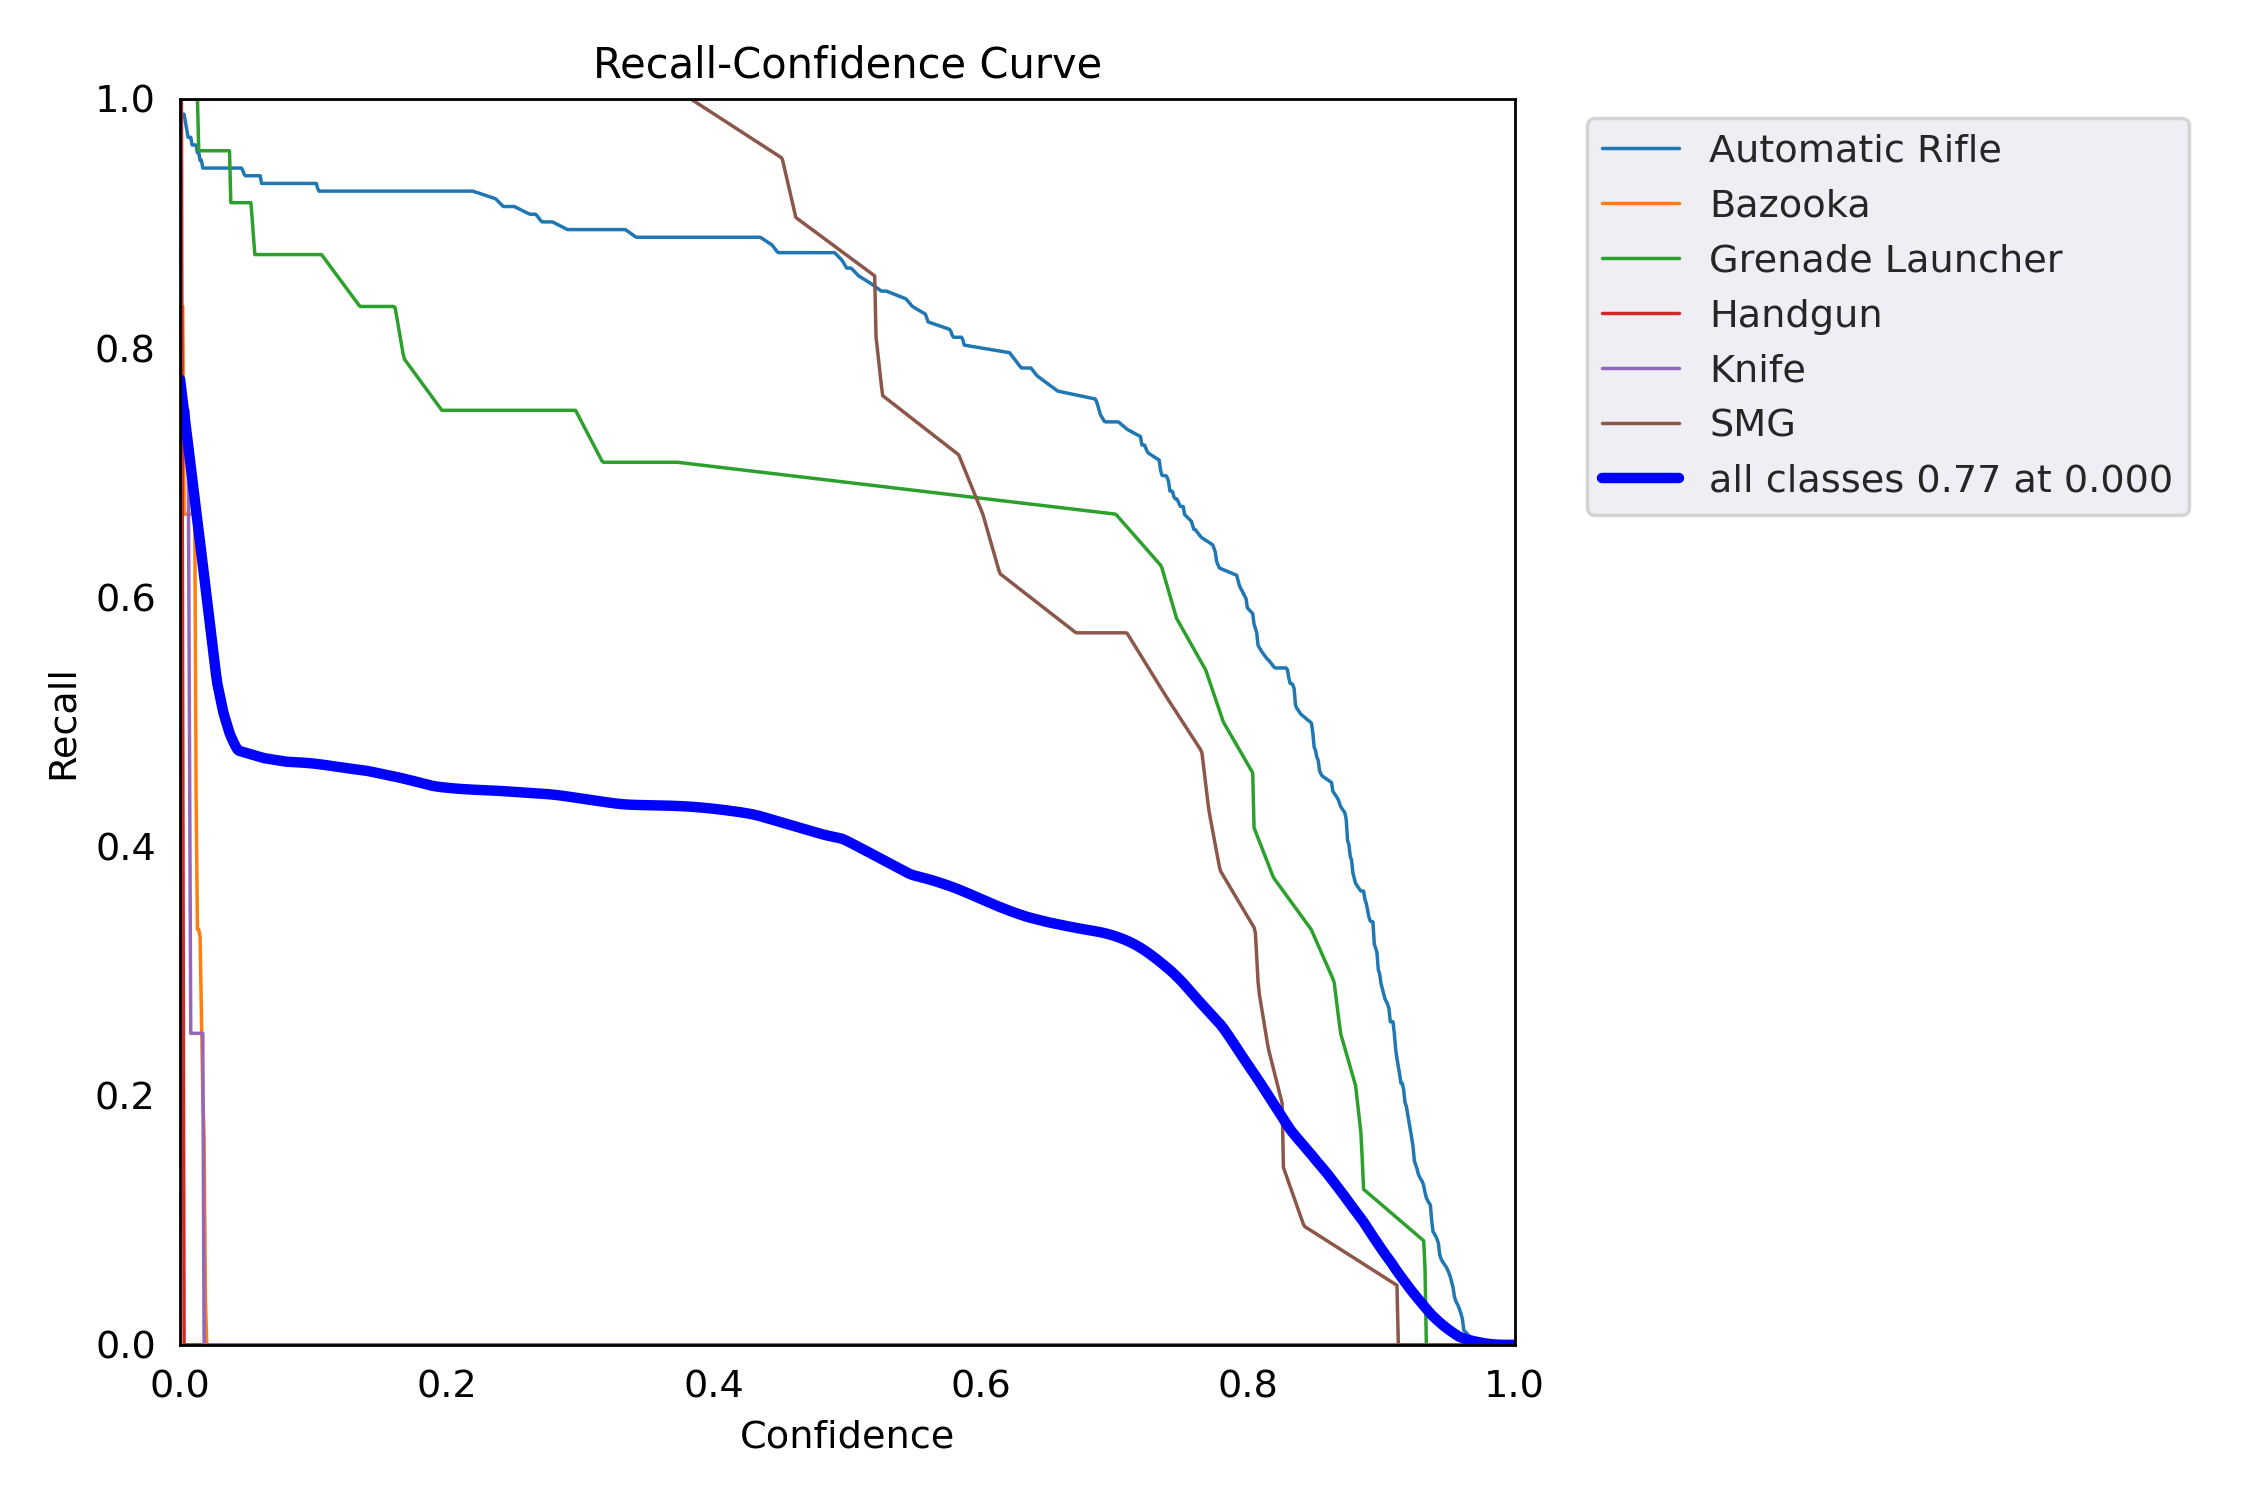 Recall-Confidence Curve
1.0
0.8
0.6
0.4
0.2
0.0
Recall
0.0 0.2 0.4 0.6 0.8 1.0
Confidence
Automatic Rifle
Bazooka
Grenade Launcher
Handgun
Knife
SMG
all classes 0.77 at 0.000